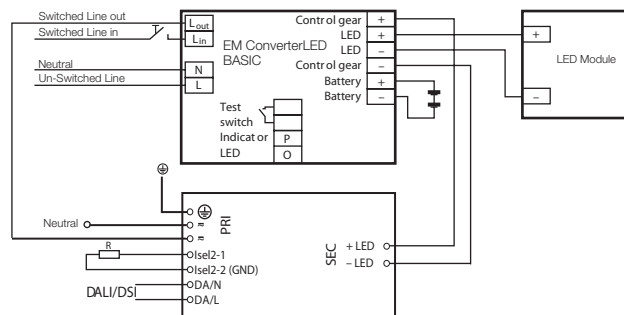 Switched Line out
Switched Line in
Neutral
Un-Switched Line
Lout
Lin
N
L
EM ConverterLED
BASIC
Control gear +
LED +
LED –
Control gear –
Battery +
Battery –
Test
switch
Indicator
LED
P
O
+
–
LED Module
Neutral
PRI
≂
≂
R
Isel2-1
Isel2-2 (GND)
DALI/DSI
DA/N
DA/L
SEC
+ LED
– LED